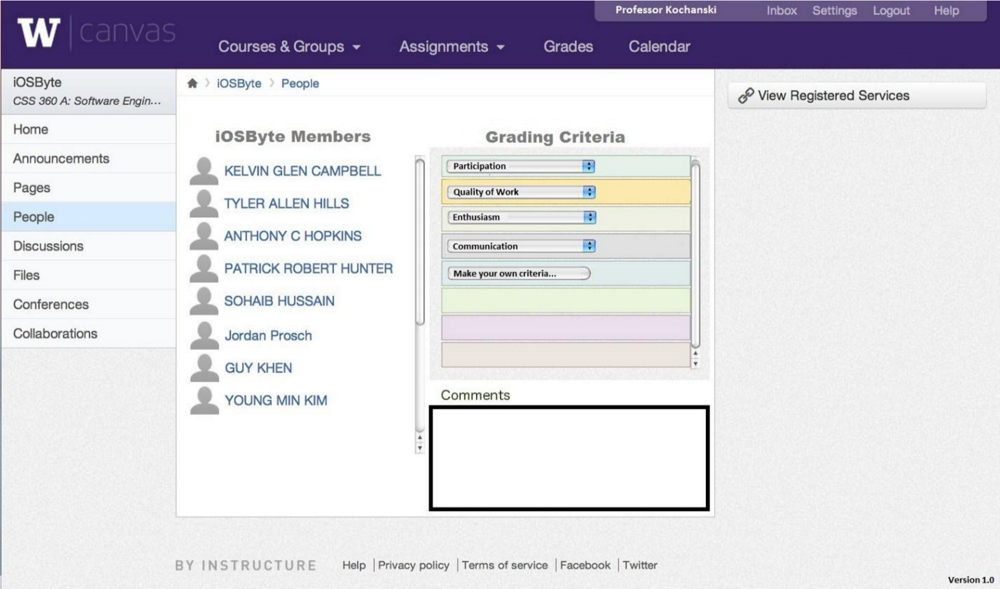 Professor Kochanski Inbox Settings Logout Help
W canvas
Courses & Groups Assignments Grades Calendar
iOSByte
CSS 360 A: Software Engin...
Home
Announcements
Pages
People
Discussions
Files
Conferences
Collaborations
iOSByte People
iOSByte Members
KELVIN GLEN CAMPBELL
TYLER ALLEN HILLS
ANTHONY C HOPKINS
PATRICK ROBERT HUNTER
SOHAIB HUSSAIN
Jordan Prosch
GUY KHEN
YOUNG MIN KIM
Grading Criteria
Participation
Quality of Work
Enthusiasm
Communication
Make your own criteria...
Comments
View Registered Services
BY INSTRUCTURE Help Privacy policy Terms of service Facebook Twitter
Version 1.0